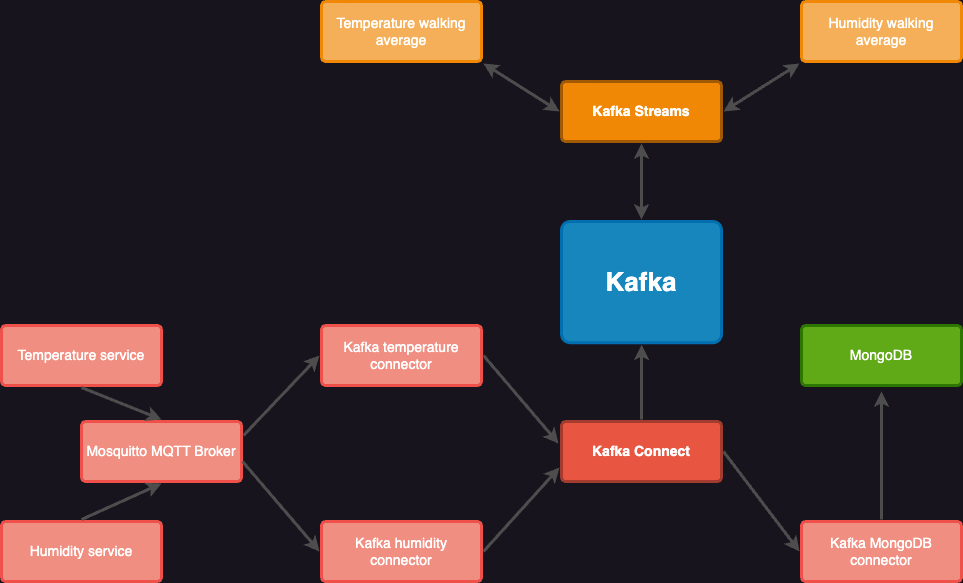 Temperature walking
average
Humidity walking
average
Kafka Streams
Kafka
Temperature service
Kafka temperature
connector
MongoDB
Mosquitto MQTT Broker
Kafka Connect
Humidity service
Kafka humidity
connector
Kafka MongoDB
connector